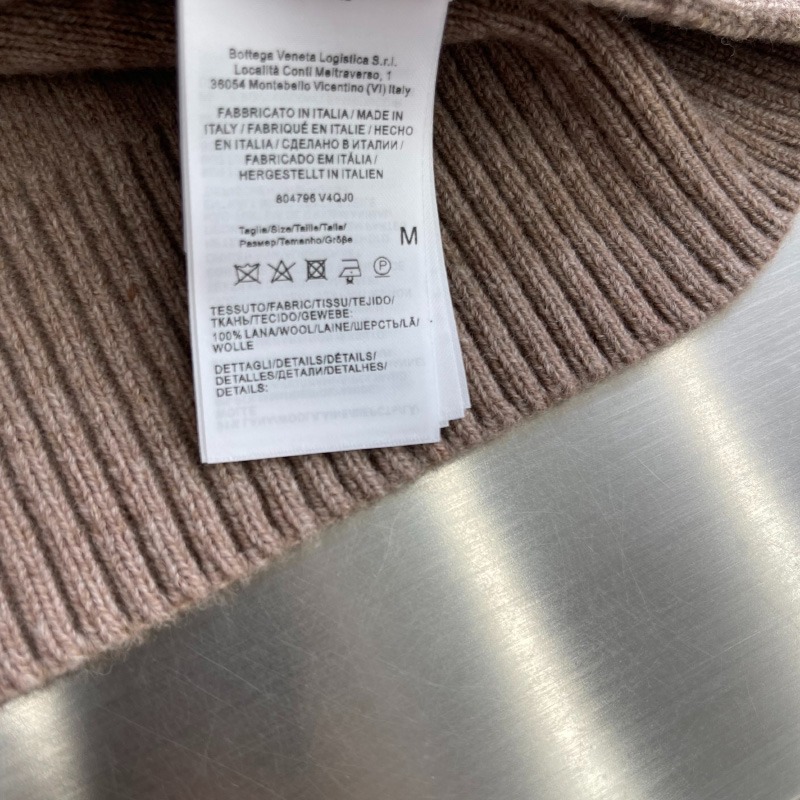 Bottega Veneta Logistica S.r.l.
Località Conti Maltraverso, 1
36054 Montebello Vicentino (VI) Italy
FABBRICATO IN ITALIA / MADE IN
ITALY / FABRIQUÉ EN ITALIE / HECHO
EN ITALIA / СДЕЛАНО В ИТАЛИИ /
FABRICADO EM ITÁLIA /
HERGESTELLT IN ITALIEN
804796 V4QJ0
Taglia/Size/Taille/Talla/
Размер/Tamanho/Größe M
P
TESSUTO/FABRIC/TISSU/TEJIDO/
ТКАНЬ/TECIDO/GEWEBE:
100% LANA/WOOL/LAINE/ШЕРСТЬ/LÃ/
WOLLE
DETTAGLI/DETAILS/DÉTAILS/
DETALLES/ДЕТАЛИ/DETALHES/
DETAILS: